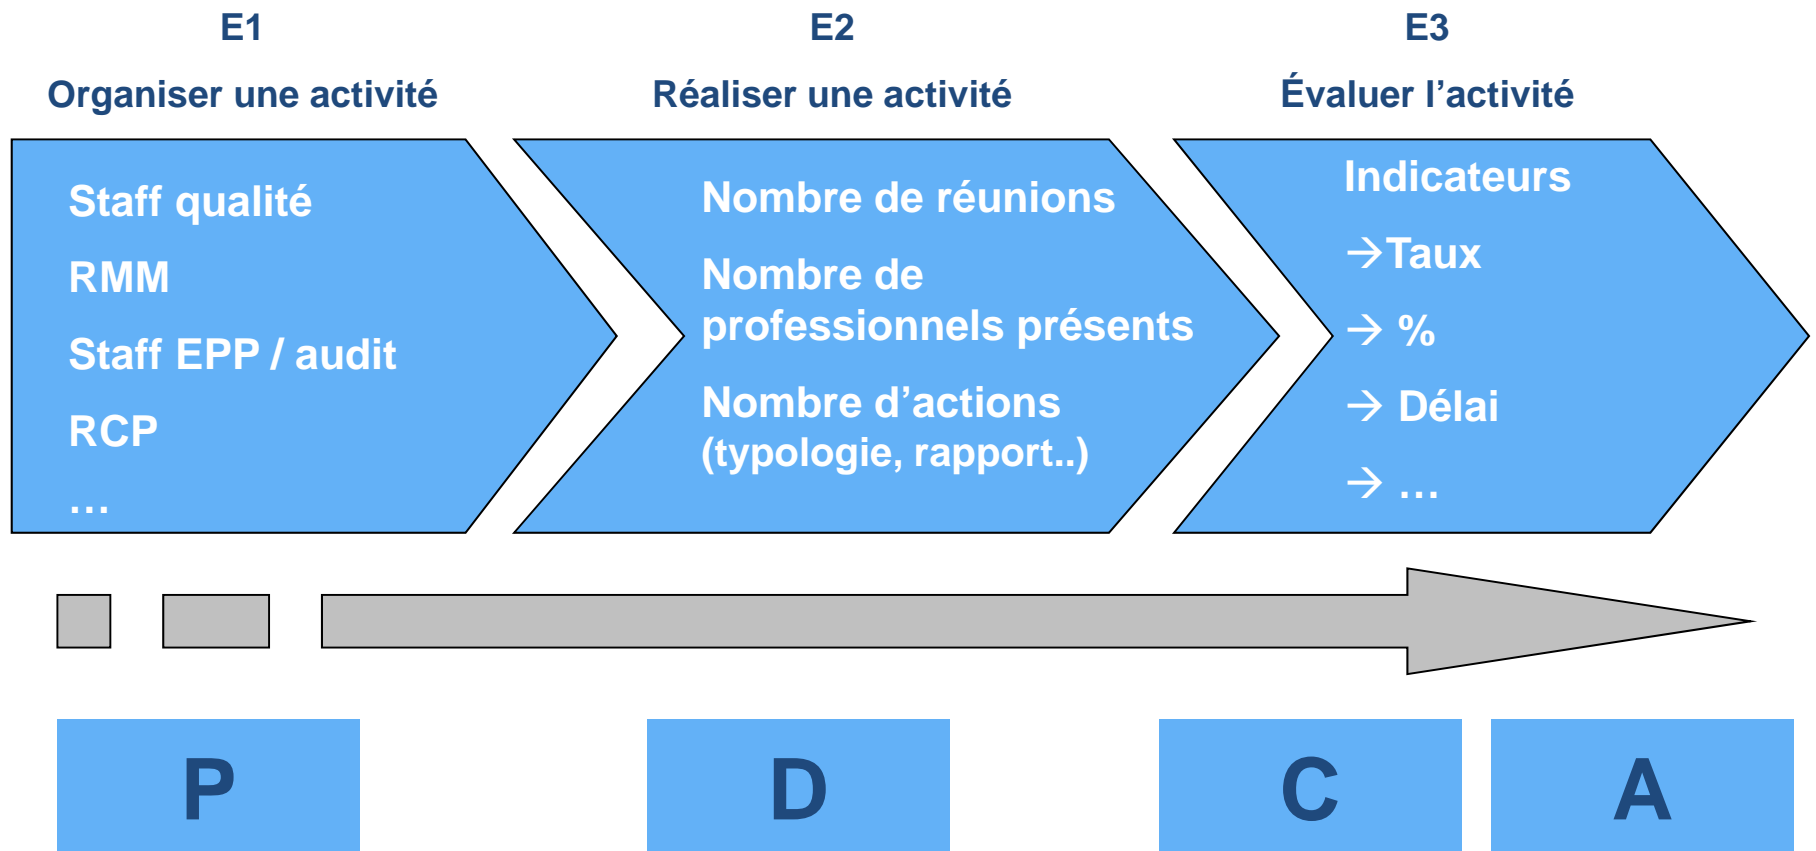 E1
Organiser une activité
Staff qualité
RMM
Staff EPP / audit
RCP
…
E2
Réaliser une activité
Nombre de réunions
Nombre de
professionnels présents
Nombre d’actions
(typologie, rapport..)
E3
Évaluer l’activité
Indicateurs
→Taux
→ %
→ Délai
→ …
P
D
C
A